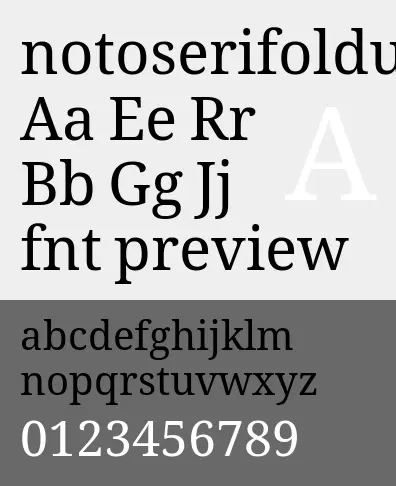 notoserifoldu
Aa Ee Rr
A
Bb Gg Jj
fnt preview
abcdefghijklm
nopqrstuvwxyz
0123456789